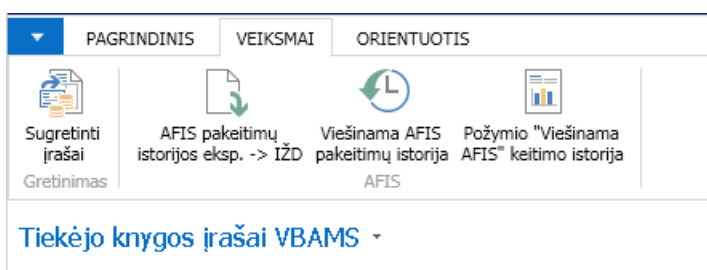 PAGRINDINIS VEIKSMAI ORIENTUOTIS
Sugretinti įrašai
AFIS pakeitimų istorijos eksp. -> IŽD
Viešinama AFIS pakeitimų istorija
Požymio "Viešinama AFIS" keitimo istorija
Gretinimas AFIS
Tiekėjo knygos įrašai VBAMS